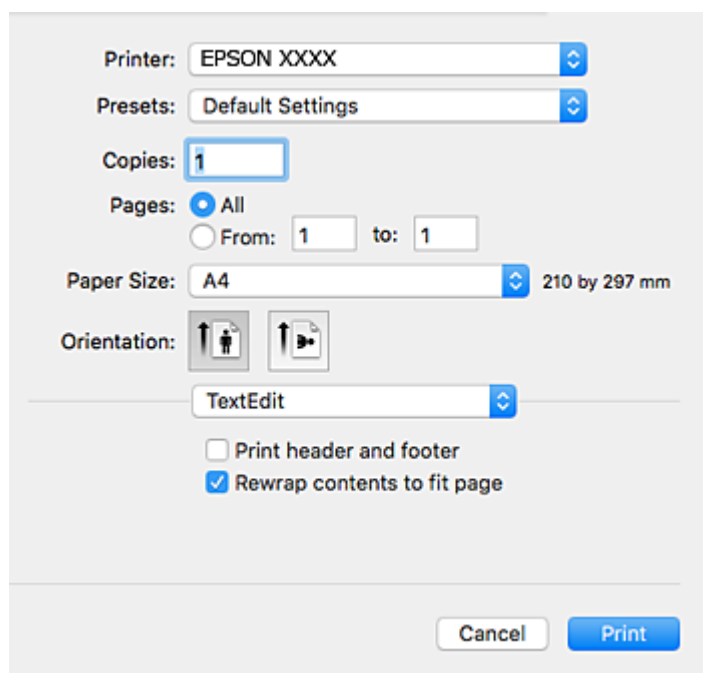 Printer: EPSON XXXX
Presets: Default Settings
Copies: 1
Pages: All
From: 1 to: 1
Paper Size: A4 210 by 297 mm
Orientation:
TextEdit
Print header and footer
Rewrap contents to fit page
Cancel Print